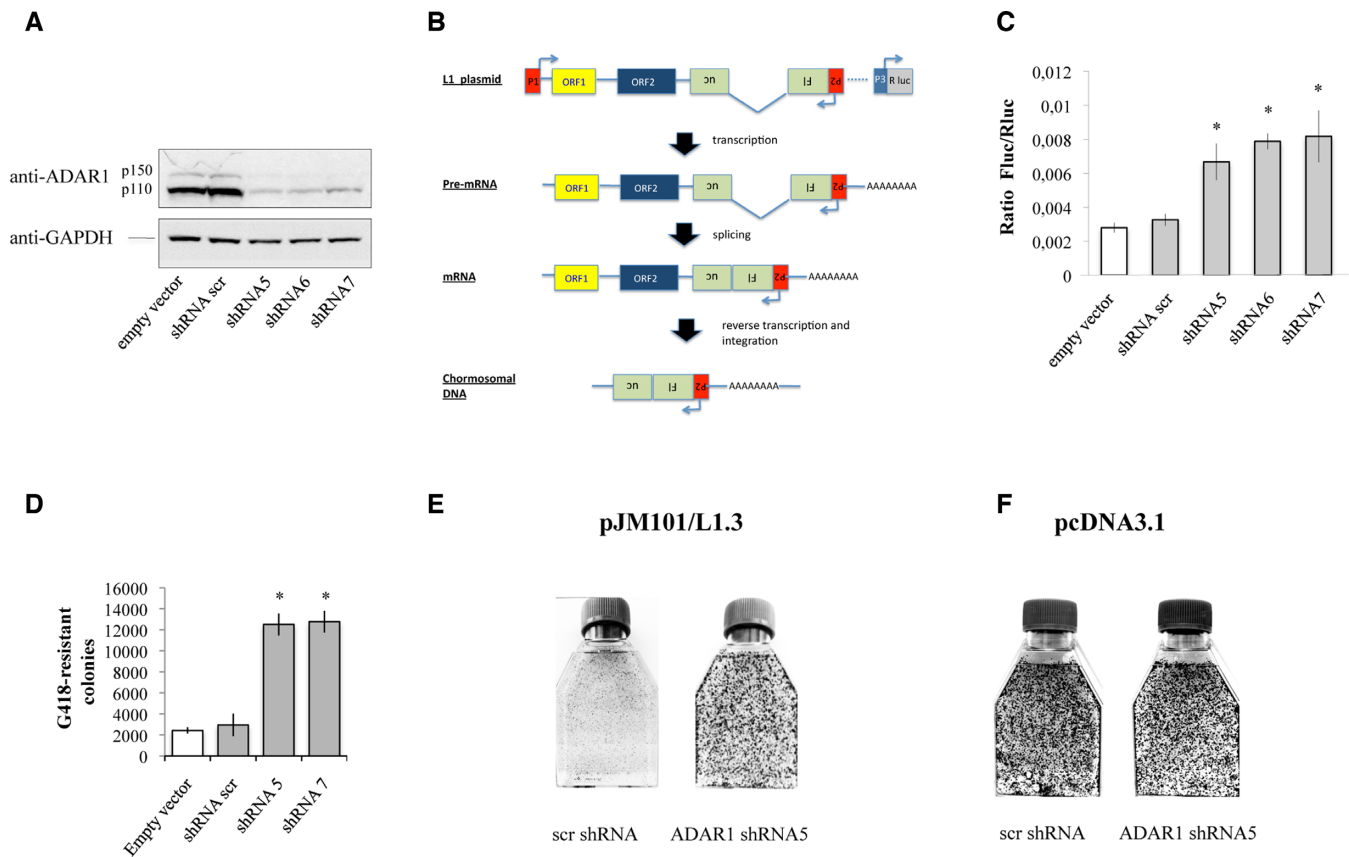 A
anti-ADAR1
p150
p110
anti-GAPDH
empty vector
shRNA scr
shRNA5
shRNA6
shRNA7
B
L1 plasmid
P1
ORF1
ORF2
uc
Fl
P2
P3
R luc
transcription
Pre-mRNA
ORF1
ORF2
uc
Fl
P2
AAAAAAAA
splicing
mRNA
ORF1
ORF2
uc
Fl
P2
AAAAAAAA
reverse transcription and
integration
Chormosomal
DNA
uc
Fl
P2
AAAAAAAA
C
Ratio Fluc/Rluc
0,012
0,01
0,008
0,006
0,004
0,002
0
*
*
*
empty vector
shRNA scr
shRNA5
shRNA6
shRNA7
D
G418-resistant
colonies
16000
14000
12000
10000
8000
6000
4000
2000
0
*
*
Empty vector
shRNA scr
shRNA 5
shRNA 7
E
pJM101/L1.3
scr shRNA
ADAR1 shRNA5
F
pcDNA3.1
scr shRNA
ADAR1 shRNA5